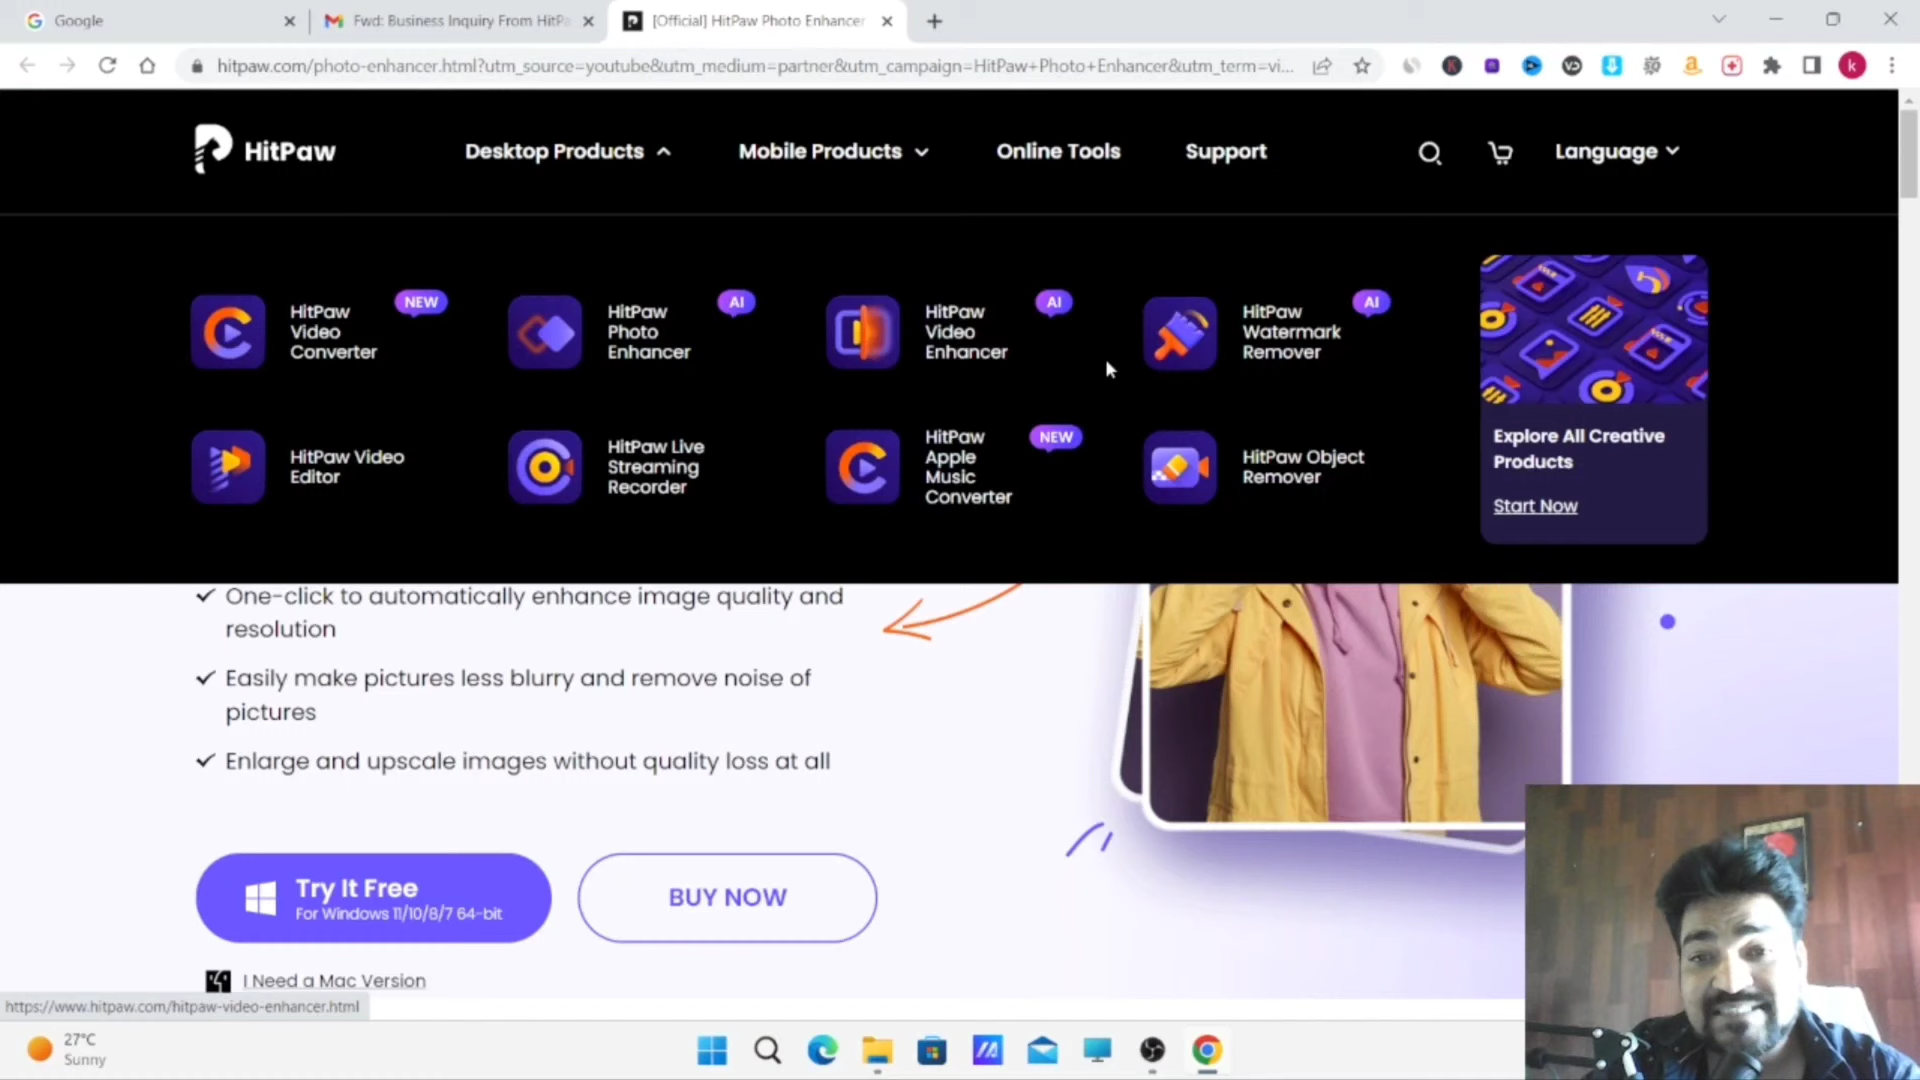 Google
Fwd: Business Inquiry From HitPa
[Official] HitPaw Photo Enhancer
hitpaw.com/photo-enhancer.html?utm_source=youtube&utm_medium=partner&utm_campaign=HitPaw+Photo+Enhancer&utm_term=vi...
k
HitPaw
Desktop Products
Mobile Products
Online Tools
Support
Language
HitPaw
Video
Converter
NEW
HitPaw
Photo
Enhancer
AI
HitPaw
Video
Enhancer
AI
HitPaw
Watermark
Remover
AI
HitPaw Video
Editor
HitPaw Live
Streaming
Recorder
HitPaw
Apple
Music
Converter
NEW
HitPaw Object
Remover
Explore All Creative
Products
Start Now
One-click to automatically enhance image quality and
resolution
Easily make pictures less blurry and remove noise of
pictures
Enlarge and upscale images without quality loss at all
Try It Free
For Windows 11/10/8/7 64-bit
BUY NOW
I Need a Mac Version
https://www.hitpaw.com/hitpaw-video-enhancer.html
27°C
Sunny